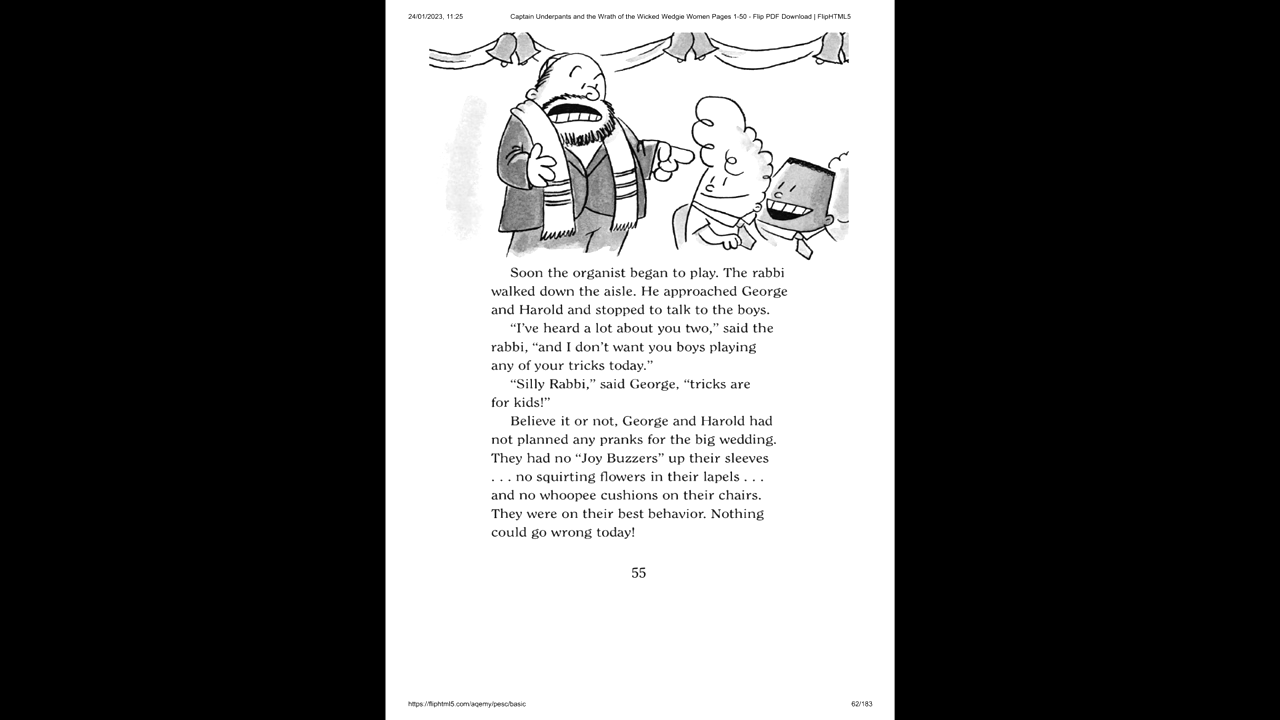 24/01/2023, 11:25
Captain Underpants and the Wrath of the Wicked Wedgie Women Pages 1-50 - Flip PDF Download | FlipHTML5
Soon the organist began to play. The rabbi
walked down the aisle. He approached George
and Harold and stopped to talk to the boys.
“I’ve heard a lot about you two,” said the
rabbi, “and I don’t want you boys playing
any of your tricks today.”
“Silly Rabbi,” said George, “tricks are
for kids!”
Believe it or not, George and Harold had
not planned any pranks for the big wedding.
They had no “Joy Buzzers” up their sleeves
. . . no squirting flowers in their lapels . . .
and no whoopee cushions on their chairs.
They were on their best behavior. Nothing
could go wrong today!
55
https://fliphtml5.com/aqemy/pesc/basic
62/183